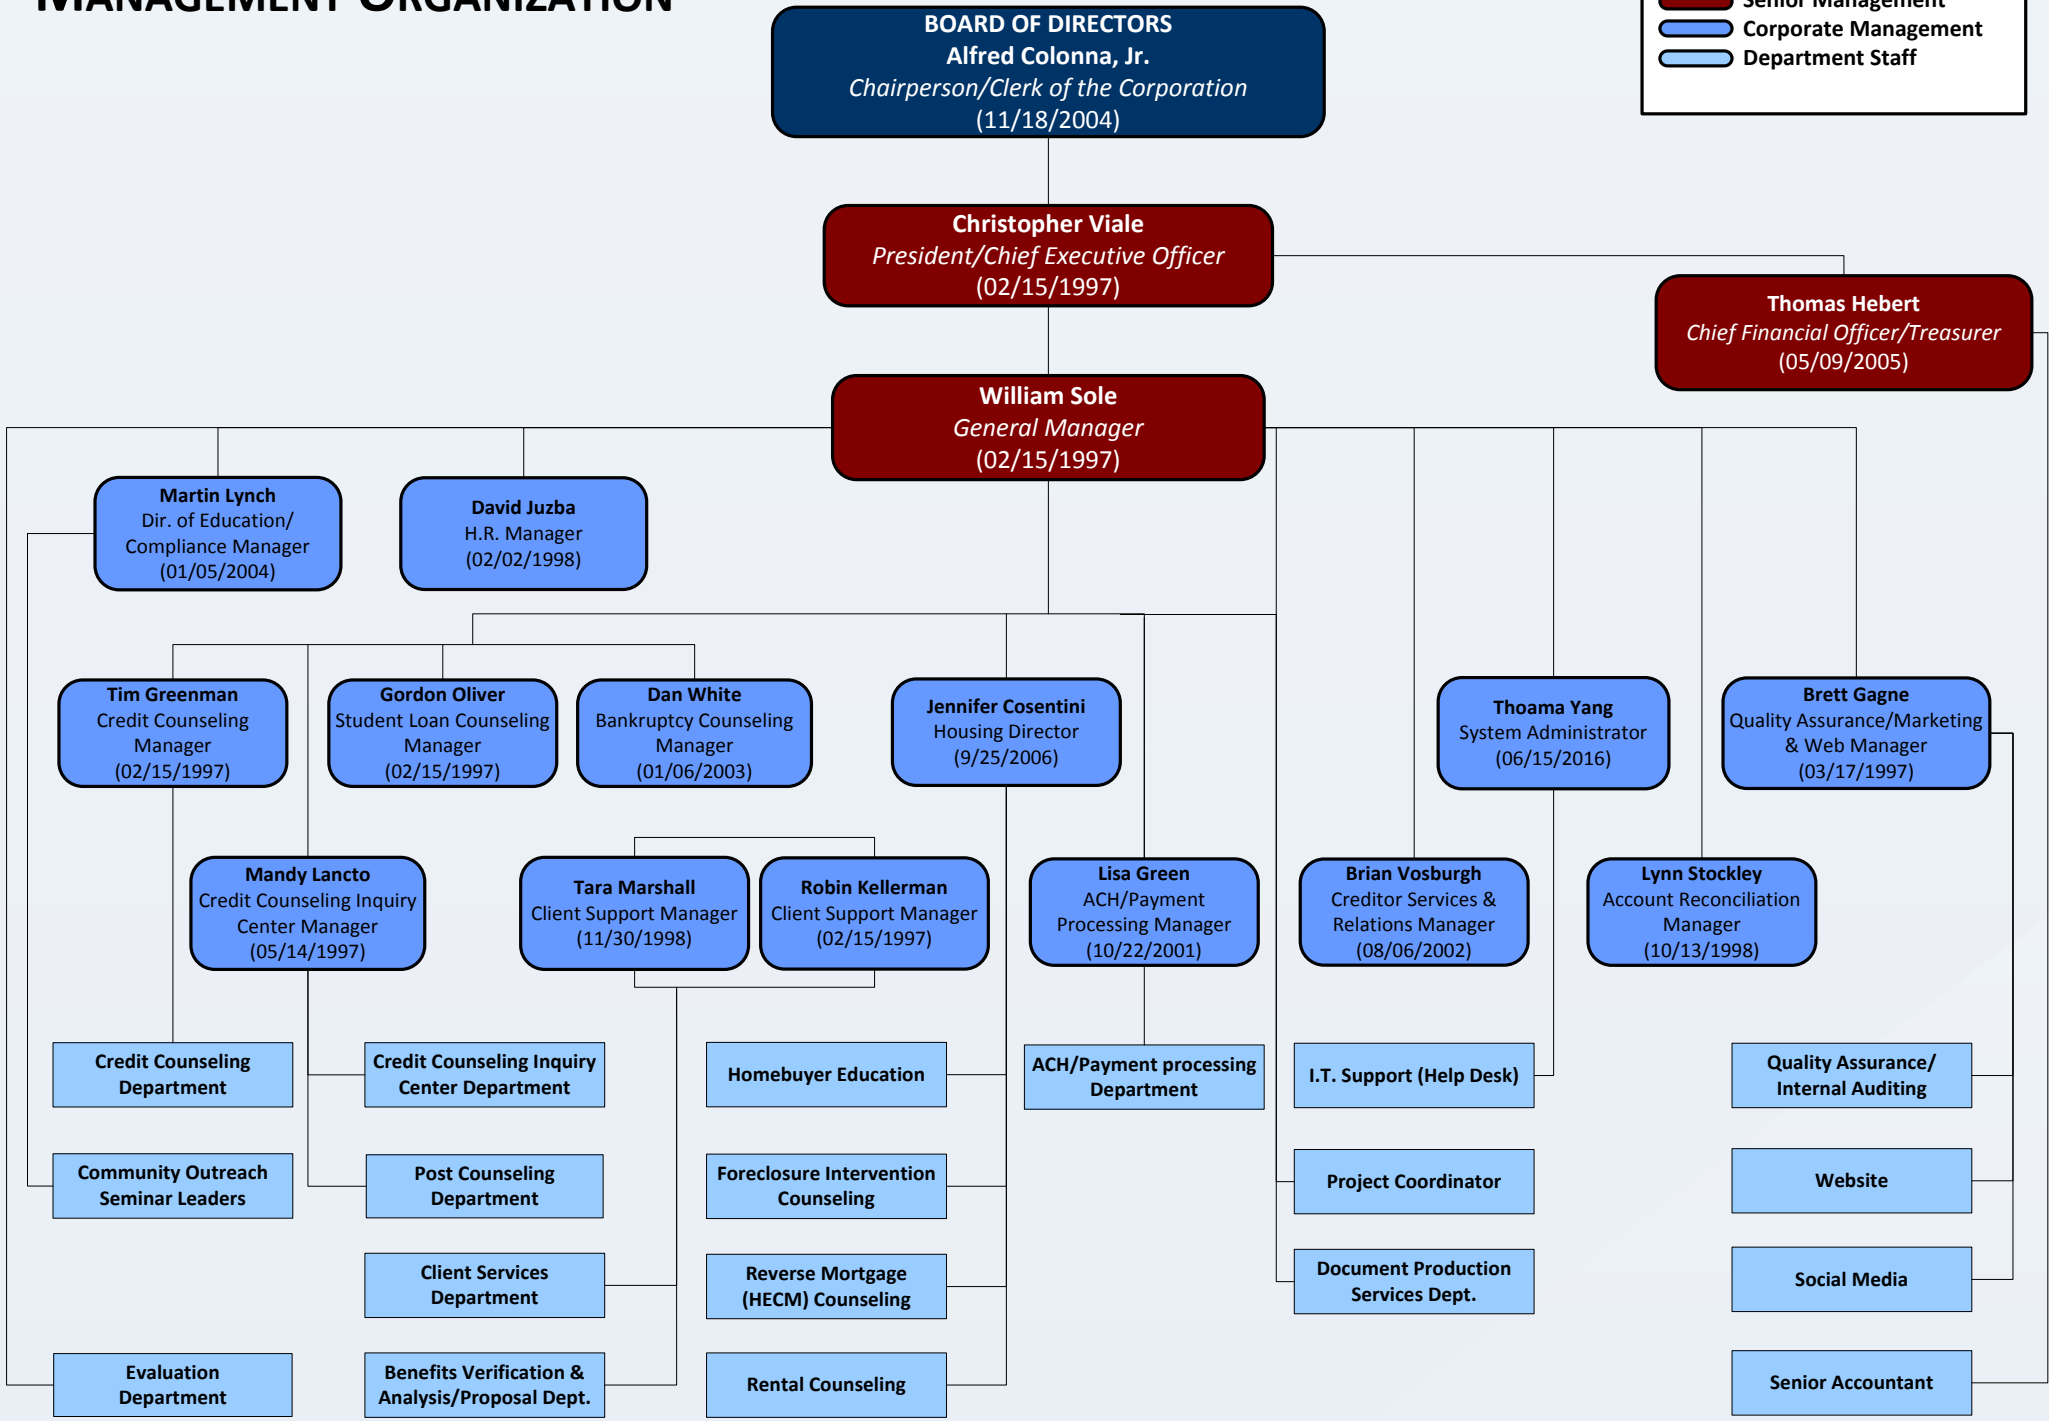 MANAGEMENT ORGANIZATION
Senior Management
Corporate Management
Department Staff
BOARD OF DIRECTORS
Alfred Colonna, Jr.
Chairperson/Clerk of the Corporation
(11/18/2004)
Christopher Viale
President/Chief Executive Officer
(02/15/1997)
Thomas Hebert
Chief Financial Officer/Treasurer
(05/09/2005)
William Sole
General Manager
(02/15/1997)
Martin Lynch
Dir. of Education/
Compliance Manager
(01/05/2004)
David Juzba
H.R. Manager
(02/02/1998)
Tim Greenman
Credit Counseling
Manager
(02/15/1997)
Gordon Oliver
Student Loan Counseling
Manager
(02/15/1997)
Dan White
Bankruptcy Counseling
Manager
(01/06/2003)
Jennifer Cosentini
Housing Director
(9/25/2006)
Thoama Yang
System Administrator
(06/15/2016)
Brett Gagne
Quality Assurance/Marketing
& Web Manager
(03/17/1997)
Mandy Lancto
Credit Counseling Inquiry
Center Manager
(05/14/1997)
Tara Marshall
Client Support Manager
(11/30/1998)
Robin Kellerman
Client Support Manager
(02/15/1997)
Lisa Green
ACH/Payment
Processing Manager
(10/22/2001)
Brian Vosburgh
Creditor Services &
Relations Manager
(08/06/2002)
Lynn Stockley
Account Reconciliation
Manager
(10/13/1998)
Credit Counseling
Department
Credit Counseling Inquiry
Center Department
Homebuyer Education
ACH/Payment processing
Department
I.T. Support (Help Desk)
Quality Assurance/
Internal Auditing
Community Outreach
Seminar Leaders
Post Counseling
Department
Foreclosure Intervention
Counseling
Project Coordinator
Website
Client Services
Department
Reverse Mortgage
(HECM) Counseling
Document Production
Services Dept.
Social Media
Evaluation
Department
Benefits Verification &
Analysis/Proposal Dept.
Rental Counseling
Senior Accountant